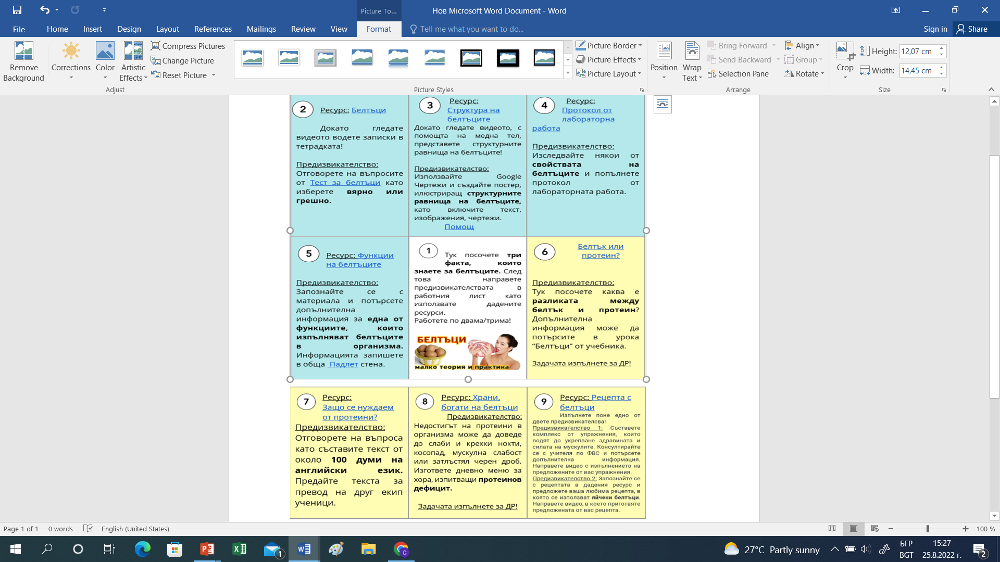 Picture To...
Нов Microsoft Word Document - Word
File
Home
Insert
Design
Layout
References
Mailings
Review
View
Format
Tell me what you want to do...
Sign in
Share
Remove
Background
Corrections
Color
Artistic
Effects
Compress Pictures
Change Picture
Reset Picture
Adjust
Picture Styles
Picture Border
Picture Effects
Picture Layout
Position
Wrap
Text
Bring Forward
Send Backward
Selection Pane
Align
Group
Rotate
Arrange
Crop
Height: 12,07 cm
Width: 14,45 cm
Size
2
Ресурс: Белтъци
Докато гледате
видеото водете записки в
тетрадката!
Предизвикателство:
Отговорете на въпросите
от Тест за белтъци като
изберете вярно или
грешно.
3
Ресурс:
Структура на
белтъците
Докато гледате видеото, с
помощта на медна тел,
представете структурните
равнища на белтъците!
Предизвикателство:
Използвайте Google
Чертежи и създайте постер,
илюстриращ структурните
равнища на белтъците,
като включите текст,
изображения, чертежи.
Помощ
4
Ресурс:
Протокол от
лабораторна
работа
Предизвикателство:
Изследвайте някои от
свойствата на
белтъците и попълнете
протокол от
лабораторната работа.
5
Ресурс: Функции
на белтъците
Предизвикателство:
Запознайте се с
материала и потърсете
допълнителна
информация за една от
функциите, които
изпълняват белтъците
в организма.
Информацията запишете
в обща Падлет стена.
1
Тук посочете три
факта, които
знаете за белтъците. След
това направете
предизвикателствата в
работния лист като
използвате дадените
ресурси.
Работете по двама/трима!
БЕЛТЪЦИ
малко теория и практика
6
Белтък или
протеин?
Предизвикателство:
Тук посочете каква е
разликата между
белтък и протеин?
Допълнителна
информация може да
потърсите в урока
“Белтъци” от учебника.
Задачата изпълнете за ДР!
7
Ресурс:
Защо се нуждаем
от протеини?
Предизвикателство:
Отговорете на въпроса
като съставите текст от
около 100 думи на
английски език.
Предайте текста за
превод на друг екип
ученици.
8
Ресурс: Храни,
богати на белтъци
Предизвикателство:
Недостигът на протеини в
организма може да доведе
до слаби и крехки нокти,
косопад, мускулна слабост
или затлъстял черен дроб.
Изгответе дневно меню за
хора, изпитващи протеинов
дефицит.
Задачата изпълнете за ДР!
9
Ресурс: Рецепта с
белтъци
Изпълнете поне едно от
двете предизвикателсва!
Предизвикателство 1: Съставете
комплекс от упражнения, които
водят до укрепване здравината и
силата на мускулите. Консултирайте
се с учителя по ФВС и потърсете
допълнителна информация.
Направете видео с изпълнението на
предложените от вас упражнения.
Предизвикателство 2: Запознайте се
с рецептата в дадения ресурс и
предложете ваша любима рецепта, в
която се използват яйчени белтъци.
Направете видео, в което приготвяте
предложената от вас рецепта.
Page 1 of 1
0 words
English (United States)
100 %
1
27°C Partly sunny
БГР
BGT
15:27
25.8.2022 г.
2